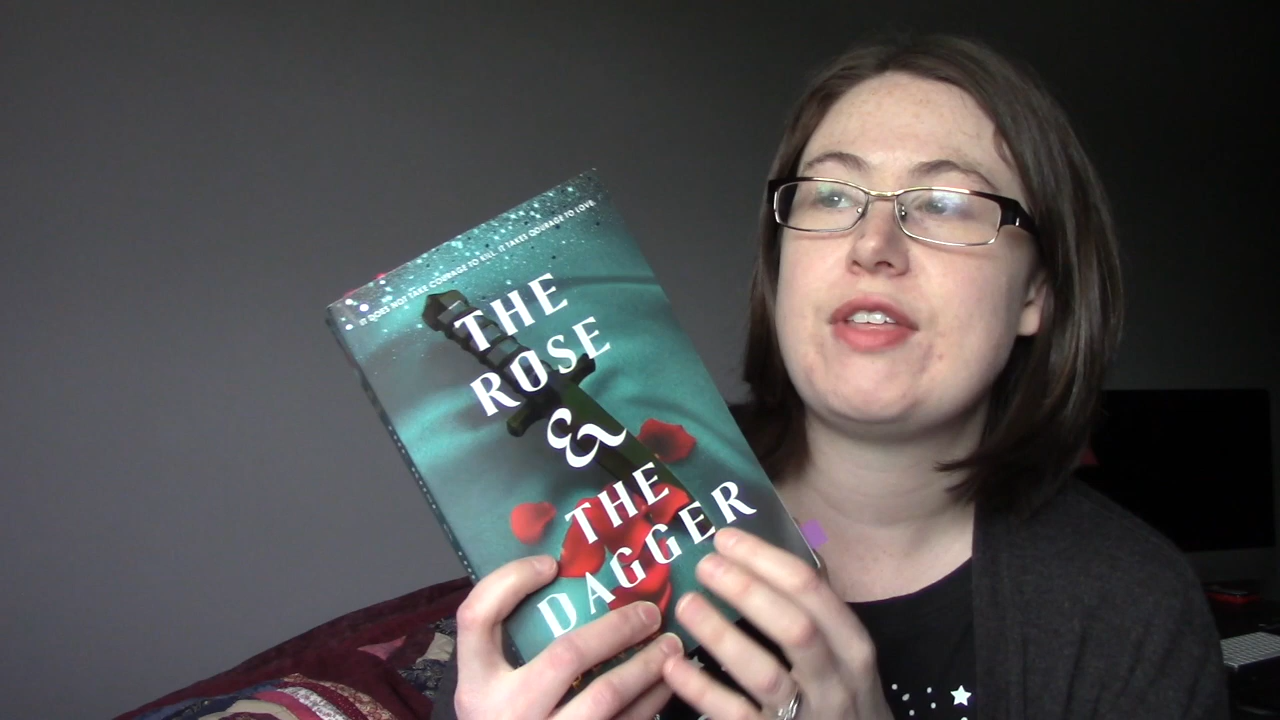 IT DOES NOT TAKE COURAGE TO KILL. IT TAKES COURAGE TO LOVE.
THE
ROSE
&
THE
DAGGER